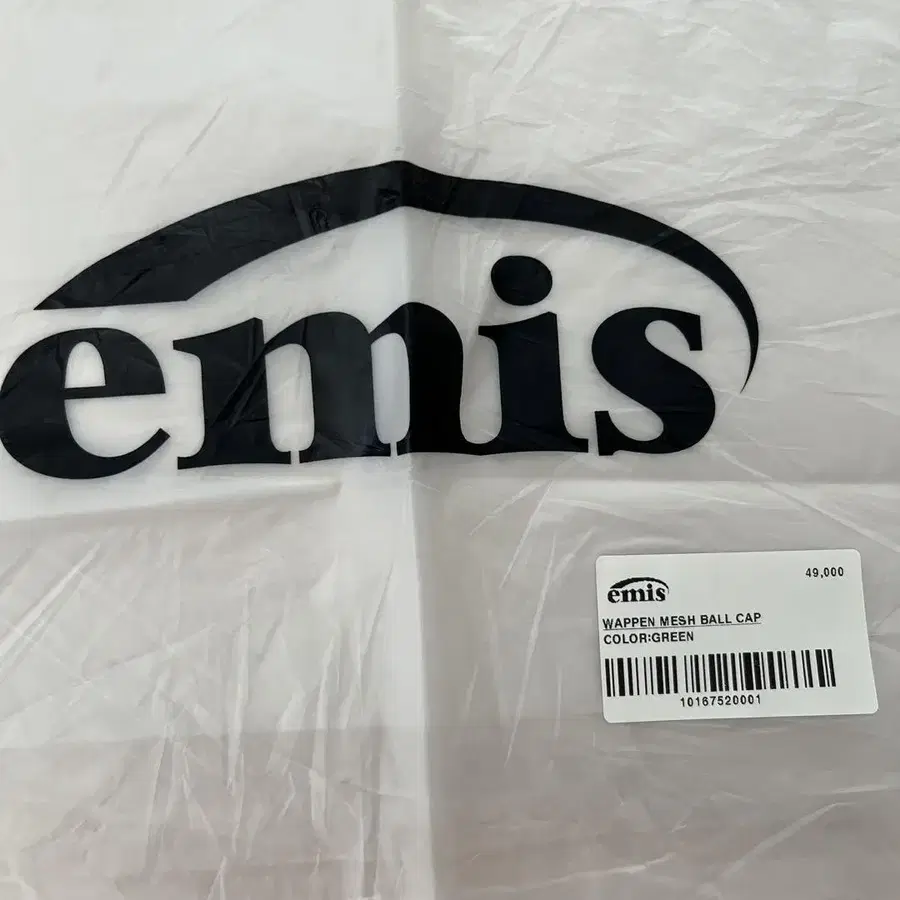 emis
emis
49,000
WAPPEN MESH BALL CAP
COLOR:GREEN
10167520001